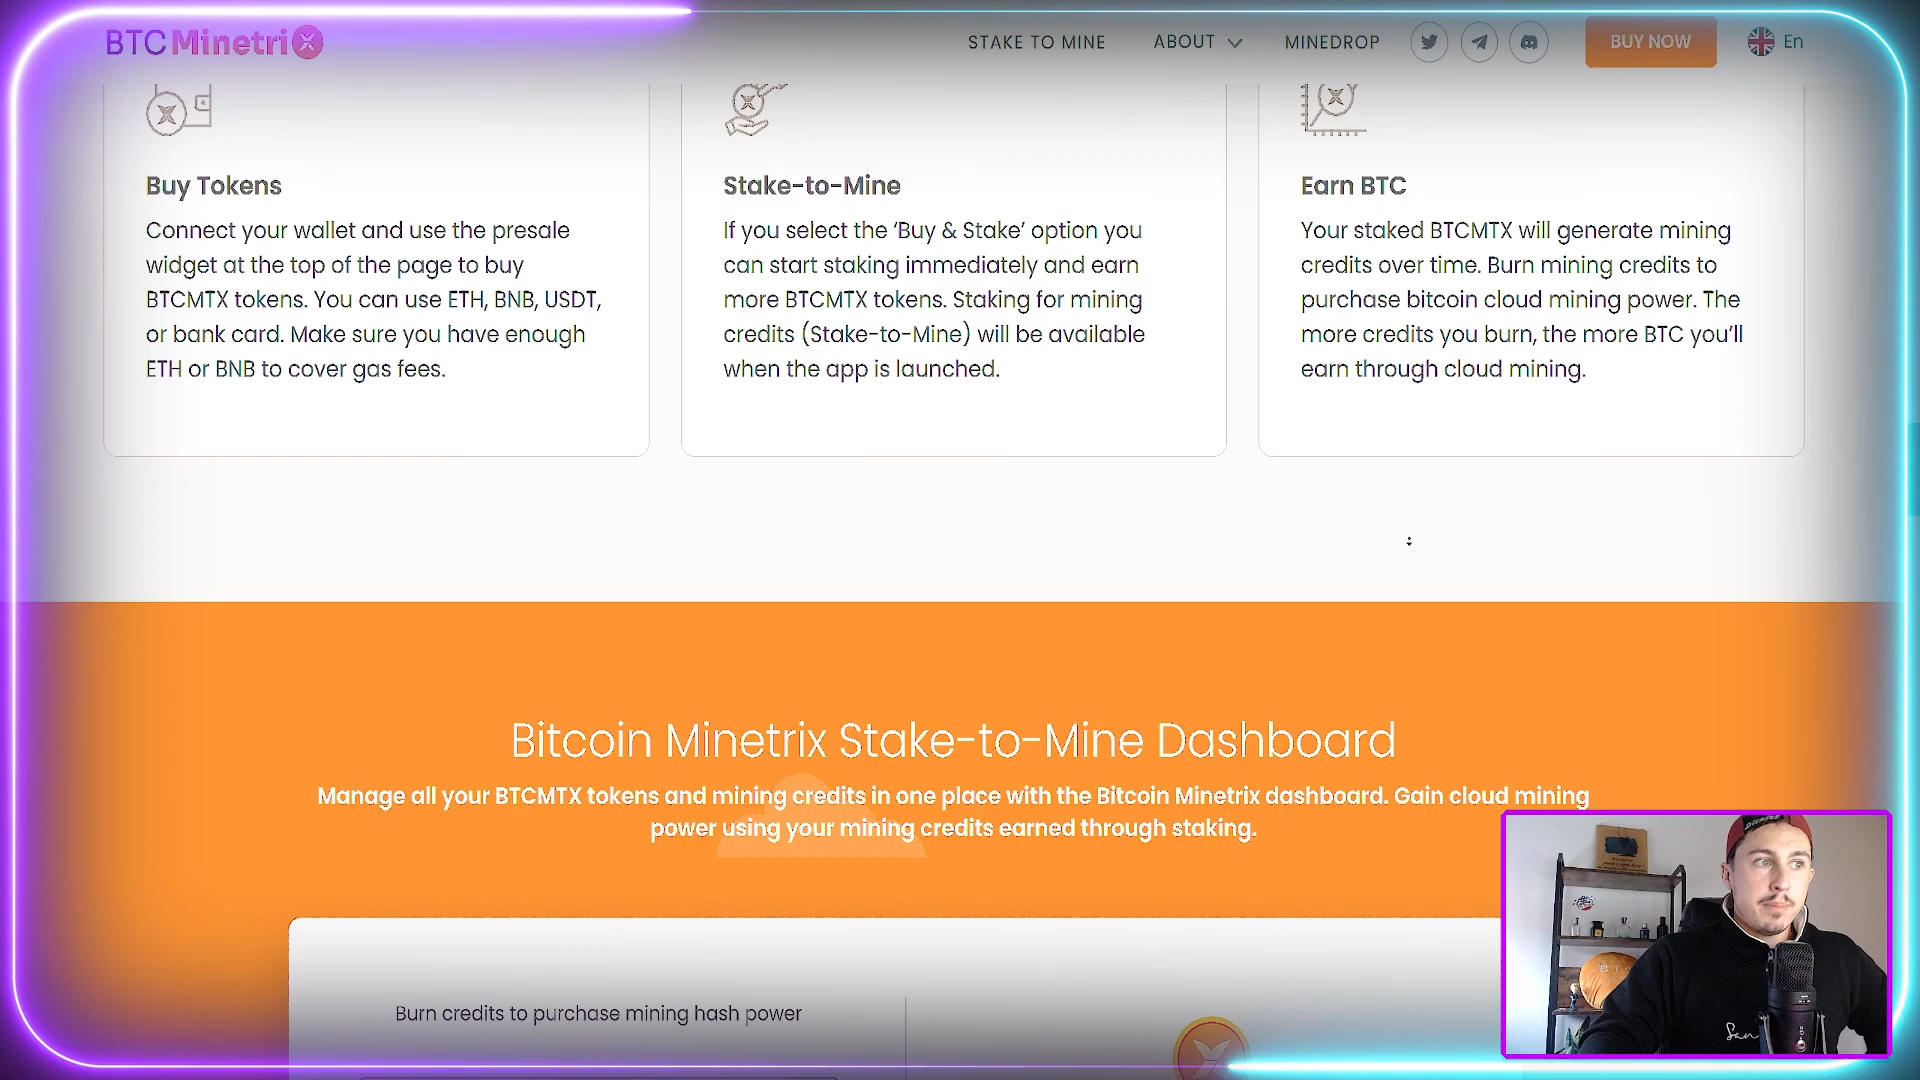 BTCMinetrix
STAKE TO MINE
ABOUT
MINEDROP
BUY NOW
En
Buy Tokens
Connect your wallet and use the presale
widget at the top of the page to buy
BTCMTX tokens. You can use ETH, BNB, USDT,
or bank card. Make sure you have enough
ETH or BNB to cover gas fees.
Stake-to-Mine
If you select the ‘Buy & Stake’ option you
can start staking immediately and earn
more BTCMTX tokens. Staking for mining
credits (Stake-to-Mine) will be available
when the app is launched.
Earn BTC
Your staked BTCMTX will generate mining
credits over time. Burn mining credits to
purchase bitcoin cloud mining power. The
more credits you burn, the more BTC you’ll
earn through cloud mining.
Bitcoin Minetrix Stake-to-Mine Dashboard
Manage all your BTCMTX tokens and mining credits in one place with the Bitcoin Minetrix dashboard. Gain cloud mining
power using your mining credits earned through staking.
Burn credits to purchase mining hash power